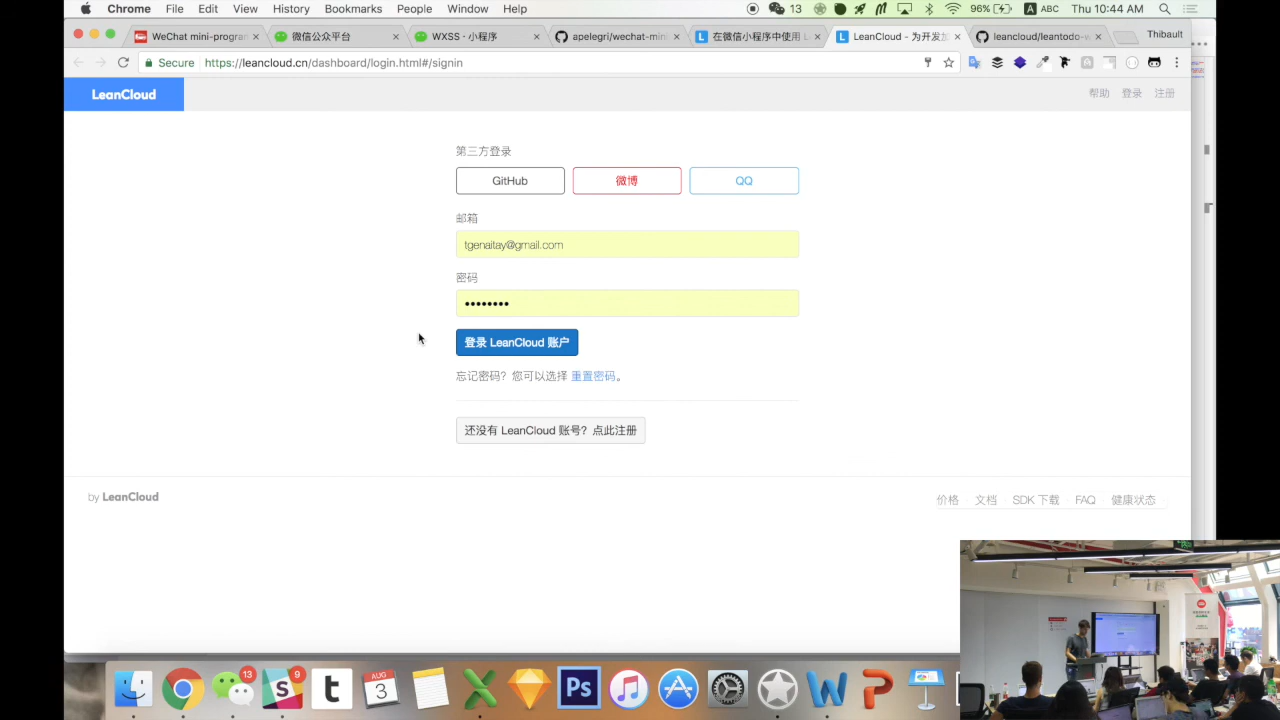 Chrome File Edit View History Bookmarks People Window Help 13 96% A ABC Thu 10:44 AM
WeChat mini-program 微信公众平台 WXSS · 小程序 apelegri/wechat-mini 在微信小程序中使用 L LeanCloud - 为开发加 leancloud/leantodo-w Thibault
Secure https://leancloud.cn/dashboard/login.html#/signin
LeanCloud 帮助 登录 注册
第三方登录
GitHub 微博 QQ
邮箱
tgenaitay@gmail.com
密码
••••••••
登录 LeanCloud 账户
忘记密码？您可以选择 重置密码。
还没有 LeanCloud 账号？点此注册
by LeanCloud 价格 · 文档 · SDK 下载 · FAQ · 健康状态
13 9 t AUG 3 Ps